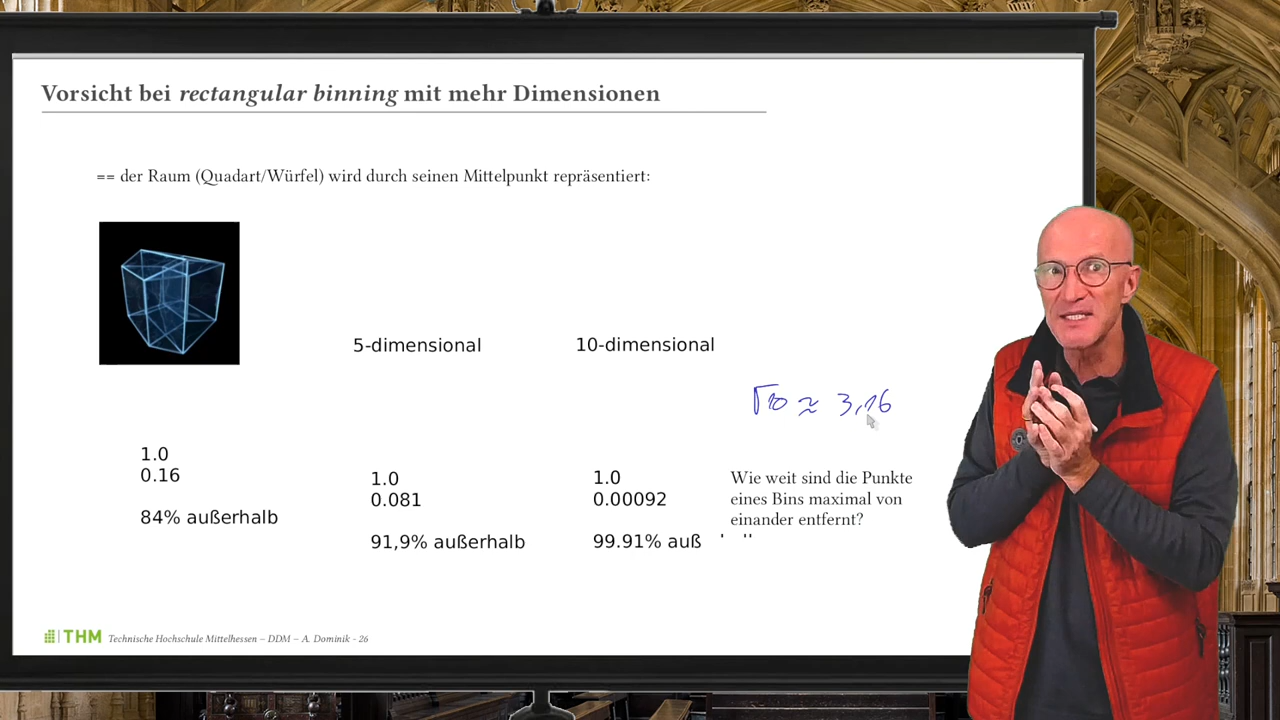 Vorsicht bei rectangular binning mit mehr Dimensionen
== der Raum (Quadart/Würfel) wird durch seinen Mittelpunkt repräsentiert:
5-dimensional
10-dimensional
√10 ≈ 3,16
1.0
0.16
84% außerhalb
1.0
0.081
91,9% außerhalb
1.0
0.00092
99.91% auß
Wie weit sind die Punkte
eines Bins maximal von
einander entfernt?
THM Technische Hochschule Mittelhessen – DDM – A. Dominik - 26